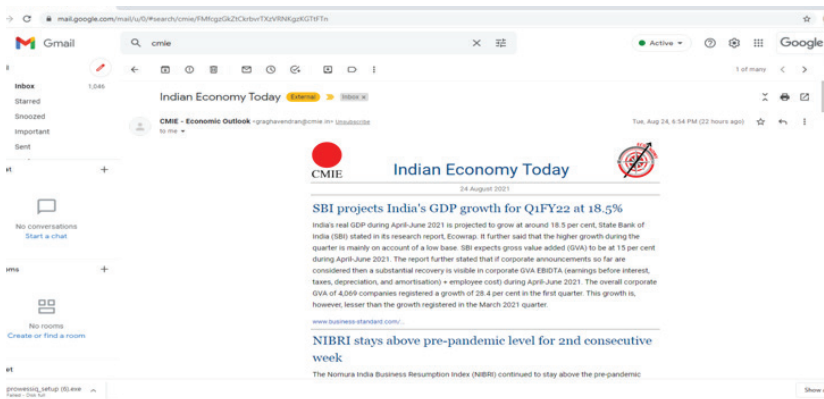 mail.google.com/mail/u/0/#search/cmie/FMfcgzGkZtCkrbvrTXzVRNKgzKGTtFTn
Gmail
cmie
Active
Google
Inbox 1,046
Starred
Snoozed
Important
Sent
1 of many
Indian Economy Today External Inbox x
CMIE - Economic Outlook <graghavendran@cmie.in> Unsubscribe
to me
Tue, Aug 24, 6:54 PM (22 hours ago)
No conversations
Start a chat
No rooms
Create or find a room
CMIE
Indian Economy Today
24 August 2021
SBI projects India's GDP growth for Q1FY22 at 18.5%
India's real GDP during April-June 2021 is projected to grow at around 18.5 per cent, State Bank of
India (SBI) stated in its research report, Ecowrap. It further said that the higher growth during the
quarter is mainly on account of a low base. SBI expects gross value added (GVA) to be at 15 per cent
during April-June 2021. The report further stated that if corporate announcements so far are
considered then a substantial recovery is visible in corporate GVA EBIDTA (earnings before interest,
taxes, depreciation, and amortisation) + employee cost) during April-June 2021. The overall corporate
GVA of 4,069 companies registered a growth of 28.4 per cent in the first quarter. This growth is,
however, lesser than the growth registered in the March 2021 quarter.
www.business-standard.com/..
NIBRI stays above pre-pandemic level for 2nd consecutive
week
The Nomura India Business Resumption Index (NIBRI) continued to stay above the pre-pandemic
prowessiq_setup (6).exe
Failed - Disk full
Show